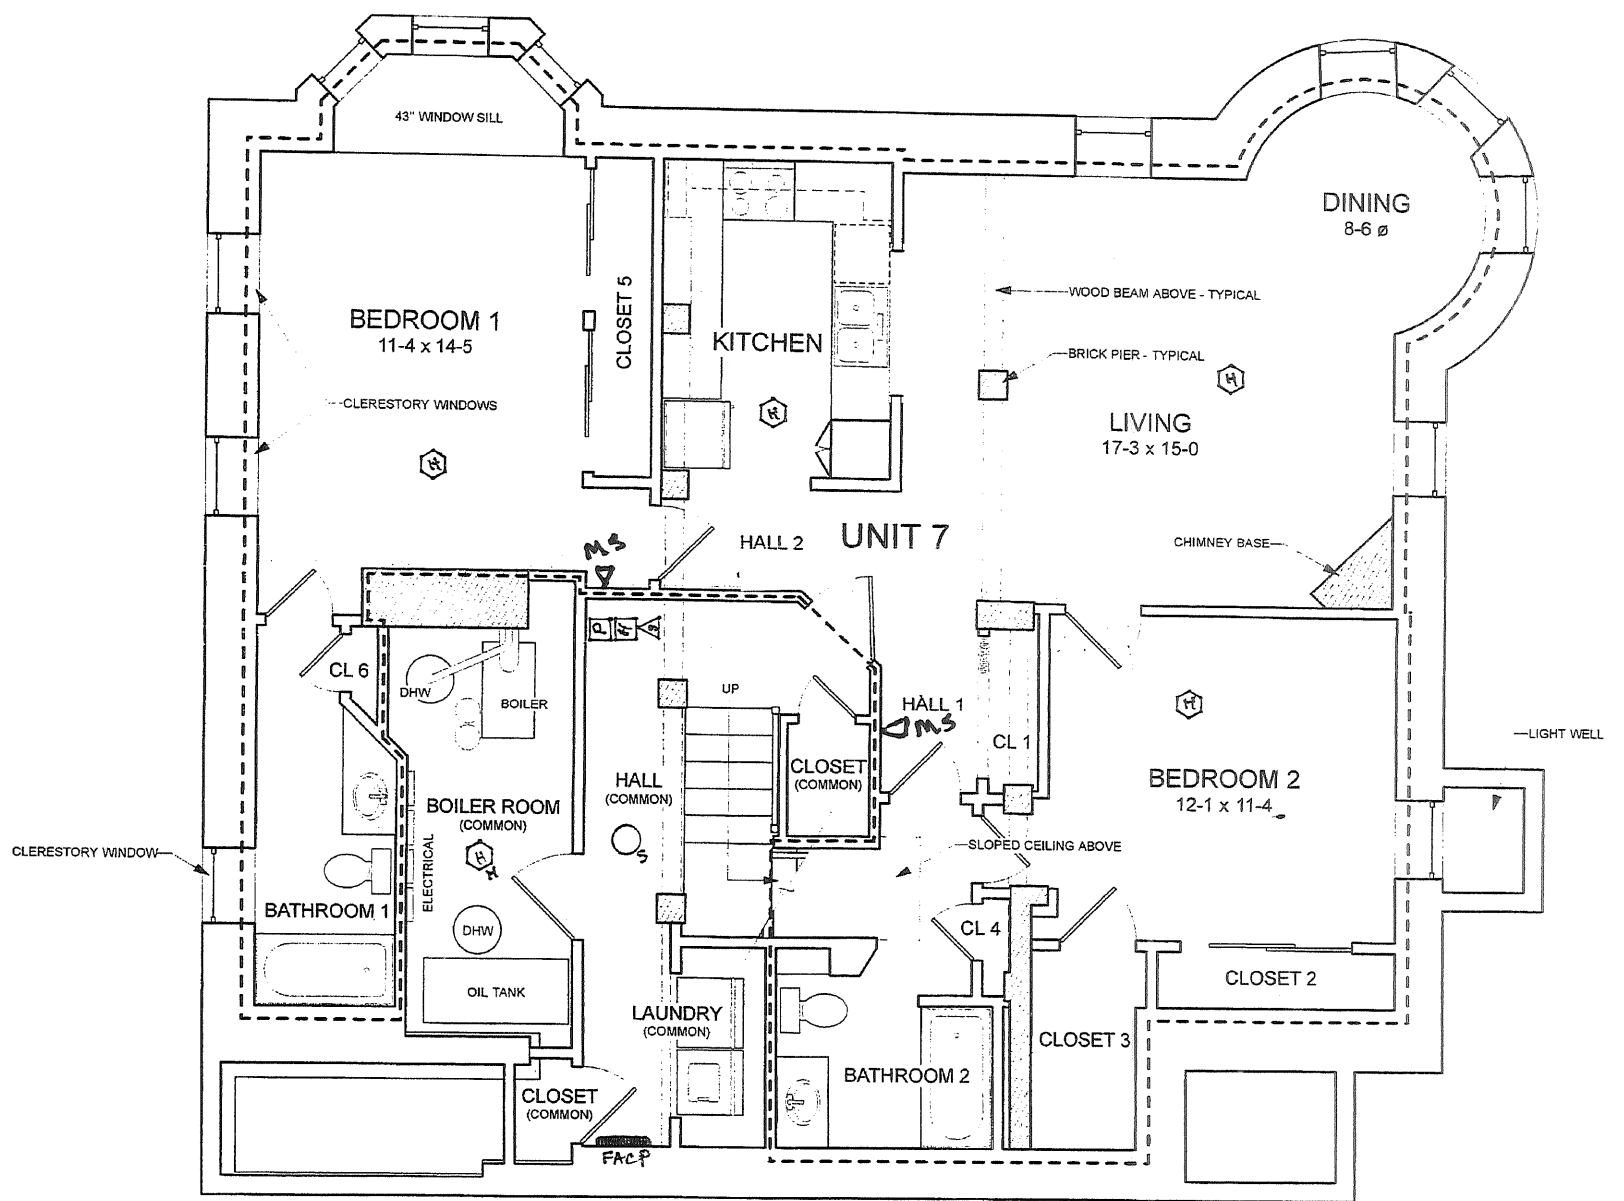 43" WINDOW SILL
DINING
8-6 ø
WOOD BEAM ABOVE - TYPICAL
BEDROOM 1
11-4 x 14-5
CLOSET 5
KITCHEN
BRICK PIER - TYPICAL
H
CLERESTORY WINDOWS
H
LIVING
17-3 x 15-0
H
UNIT 7
HALL 2
CHIMNEY BASE
MS
P
H
CL 6
DHW
BOILER
UP
HALL 1
MS
H
CL 1
LIGHT WELL
HALL
(COMMON)
CLOSET
(COMMON)
BEDROOM 2
12-1 x 11-4
BOILER ROOM
(COMMON)
S
H
H
ELECTRICAL
CLERESTORY WINDOW
SLOPED CEILING ABOVE
BATHROOM 1
DHW
CL 4
CLOSET 2
OIL TANK
LAUNDRY
(COMMON)
CLOSET 3
BATHROOM 2
CLOSET
(COMMON)
FACP